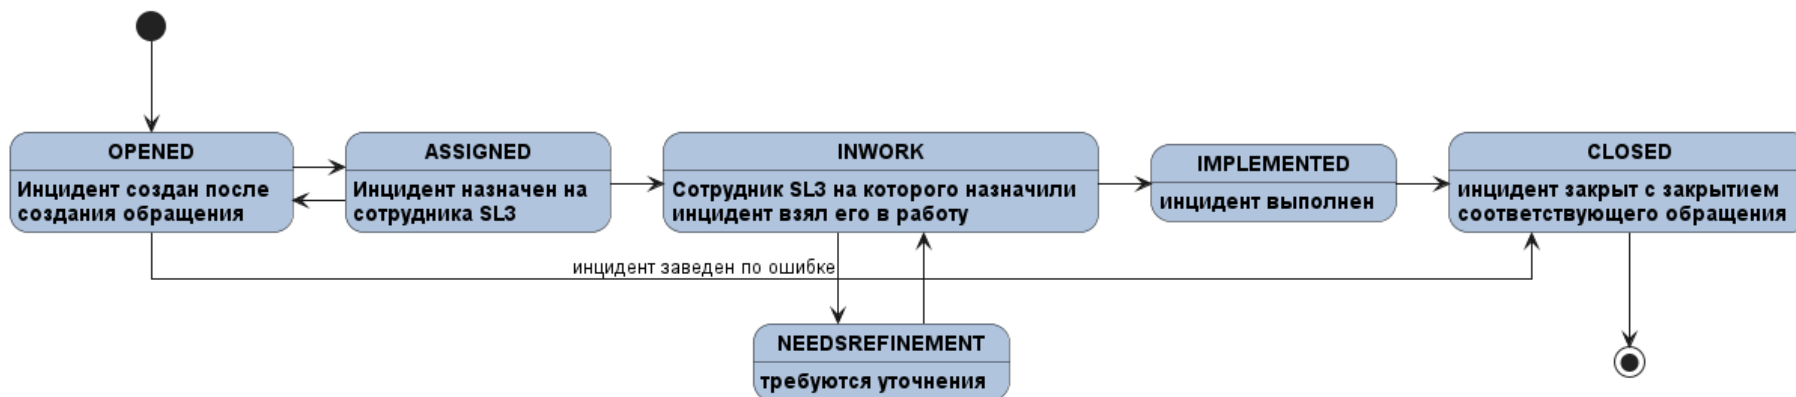 OPENED
Инцидент создан после
создания обращения
ASSIGNED
Инцидент назначен на
сотрудника SL3
INWORK
Сотрудник SL3 на которого назначили
инцидент взял его в работу
IMPLEMENTED
инцидент выполнен
CLOSED
инцидент закрыт с закрытием
соответствующего обращения
инцидент заведен по ошибке
NEEDSREFINEMENT
требуются уточнения